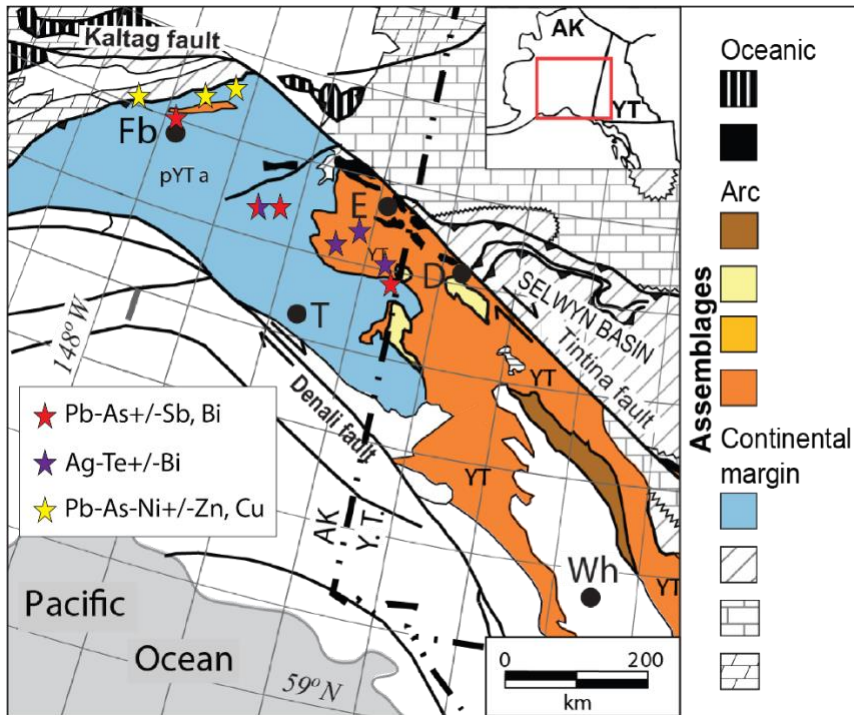 Kaltag fault
AK
YT
Fb
pYT a
E
YT
D
SELWYN BASIN
Tintina fault
T
148° W
Denali fault
YT
YT
Pb-As+/-Sb, Bi
Ag-Te+/-Bi
Pb-As-Ni+/-Zn, Cu
AK
Y.T.
Wh
YT
Pacific
Ocean
59° N
0 200
km
Assemblages
Oceanic
Arc
Continental
margin